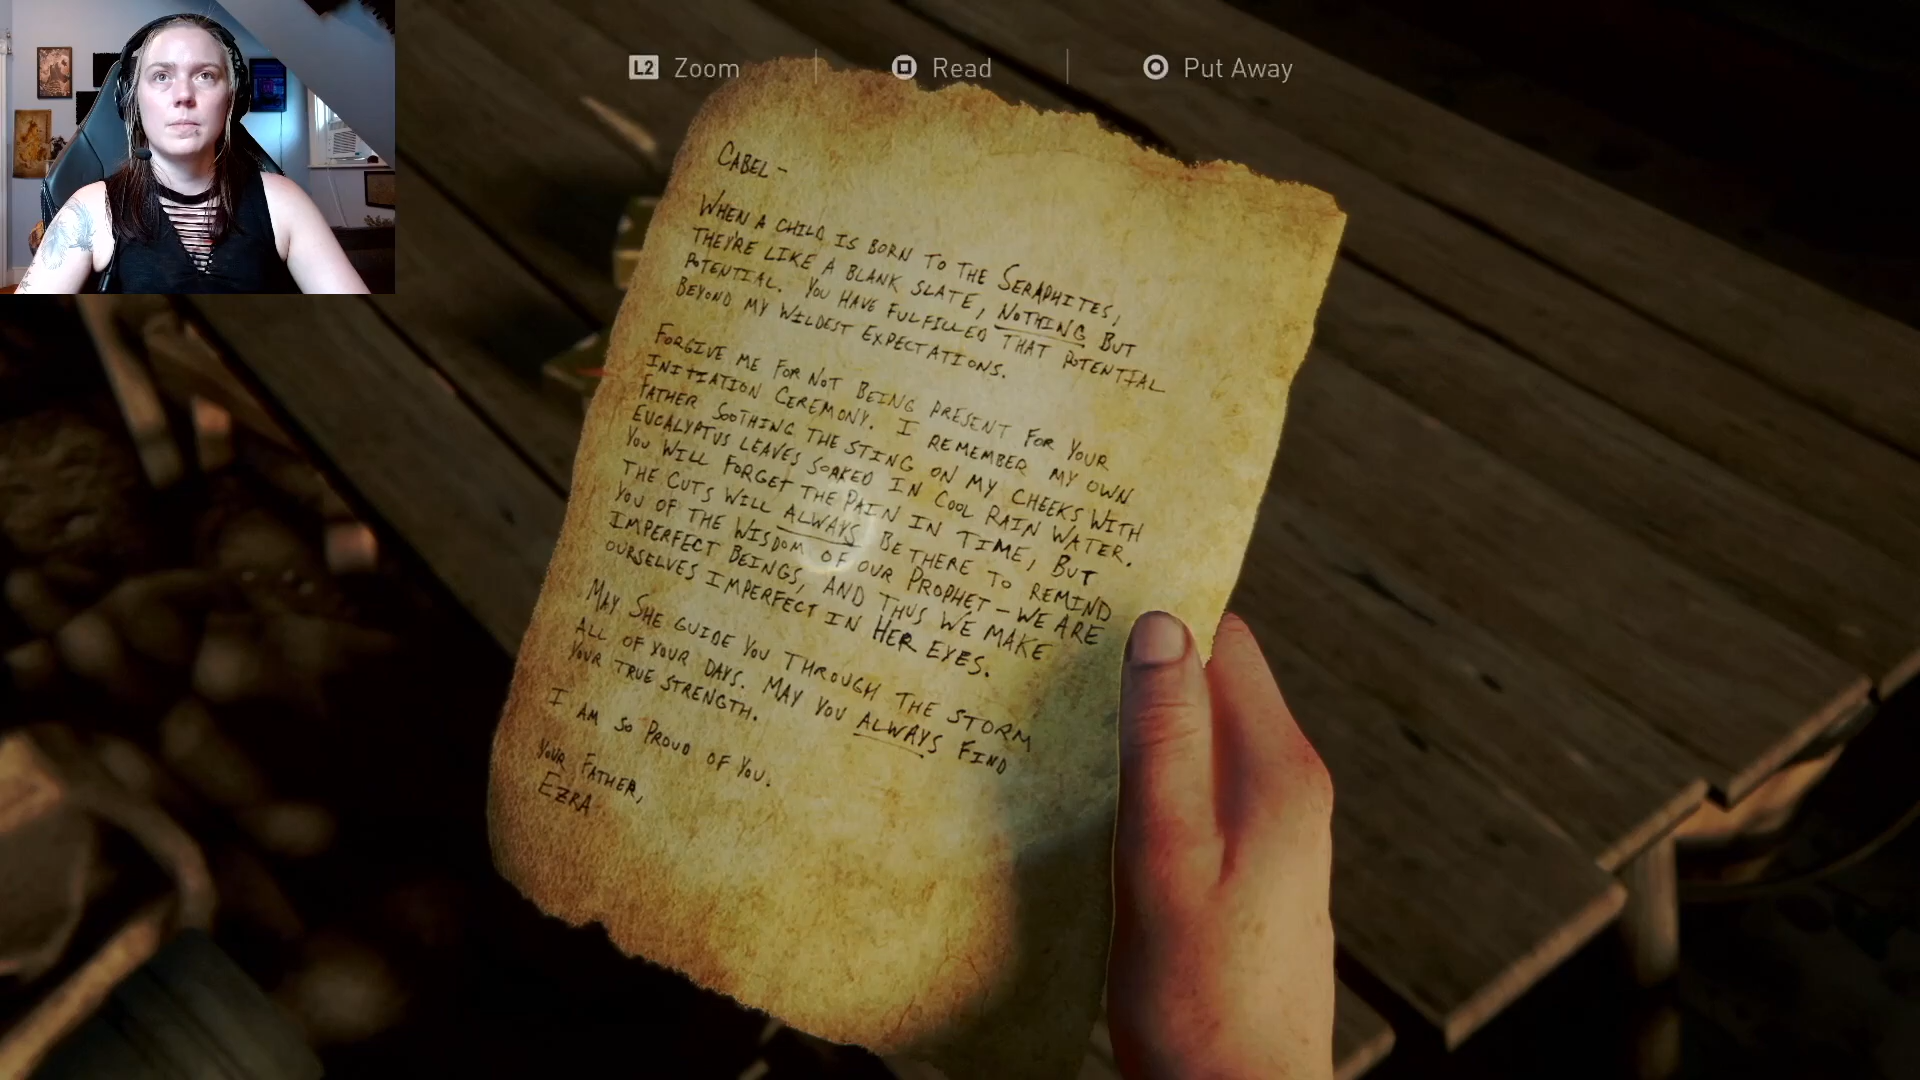 L2 Zoom
Read
Put Away
CABEL -
WHEN A CHILD IS BORN TO THE SERAPHITES,
THEY'RE LIKE A BLANK SLATE, NOTHING BUT
POTENTIAL. YOU HAVE FULFILLED THAT POTENTIAL
BEYOND MY WILDEST EXPECTATIONS.
FORGIVE ME FOR NOT BEING PRESENT FOR YOUR
INITIATION CEREMONY. I REMEMBER MY OWN
FATHER SOOTHING THE STING ON MY CHEEKS WITH
EUCALYPTUS LEAVES SOAKED IN COOL RAIN WATER.
YOU WILL FORGET THE PAIN IN TIME, BUT
THE CUTS WILL ALWAYS BE THERE TO REMIND
YOU OF THE WISDOM OF OUR PROPHET - WE ARE
IMPERFECT BEINGS, AND THUS WE MAKE
OURSELVES IMPERFECT IN HER EYES.
MAY SHE GUIDE YOU THROUGH THE STORM
ALL OF YOUR DAYS. MAY YOU ALWAYS FIND
YOUR TRUE STRENGTH.
I AM SO PROUD OF YOU.
YOUR FATHER,
EZRA